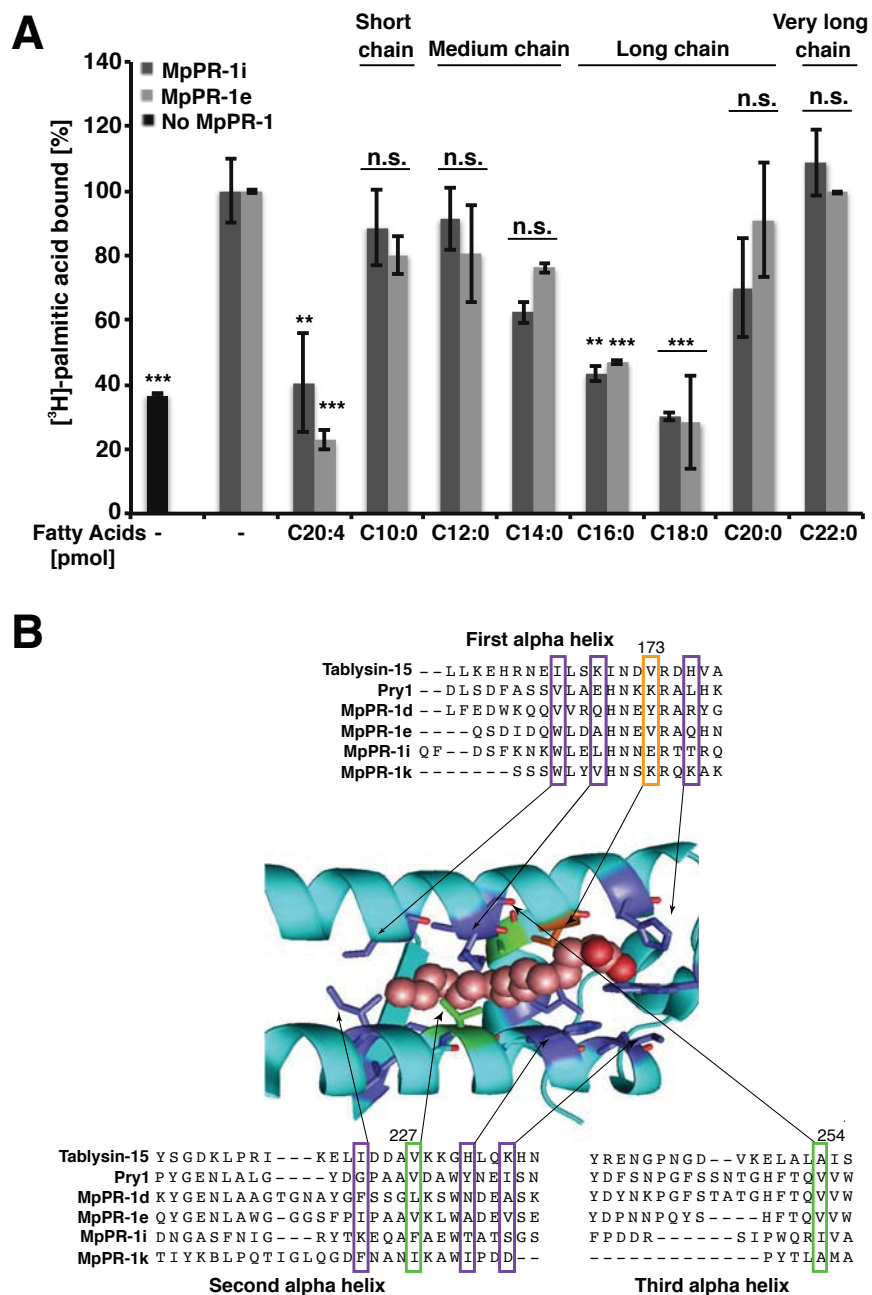 A
Short chain
Medium chain
Long chain
Very long chain
[³H]-palmitic acid bound [%]
140
120
100
80
60
40
20
0
MpPR-1i
MpPR-1e
No MpPR-1
***
**
***
n.s.
n.s.
n.s.
** ***
***
n.s.
n.s.
Fatty Acids [pmol]
- - C20:4 C10:0 C12:0 C14:0 C16:0 C18:0 C20:0 C22:0
B
First alpha helix
173
Tablysin-15 --LLKEHRNEILSKINDVRDHVA
Pry1 --DLSDFASSVLAEHNKKRALHK
MpPR-1d --LFEDWKQQVVRQHNEYRARYG
MpPR-1e ----QSDIDQWLDAHNEVRAQHN
MpPR-1i QF--DSFKNKWLELHNNERTTRQ
MpPR-1k -------SSSWLYVHNSKRQKAK
227
Tablysin-15 YSGDKLPRI---KELIDDAVKKGHLQKHN
Pry1 PYGENLALG---YDGPAAVDAWYNEISN
MpPR-1d KYGENLAAGTGNAYGFSSGLKSWNDEASK
MpPR-1e QYGENLAWG-GGSFPIPAAVKLWADEVSE
MpPR-1i DNGASFNIG---RYTKEQAFAEWTATSGS
MpPR-1k TIYKBLPQTIGLQGDFNANIKAWIPDD--
Second alpha helix
254
YRENGPNGD--VKELALAIS
YDFSNPGFSSNTGHFTQVVW
YDYNKPGFSTATGHFTQVVW
YDPNNPQYS----HFTQVVW
FPDDR----SIPWQRIVA
------------PYTLAMA
Third alpha helix